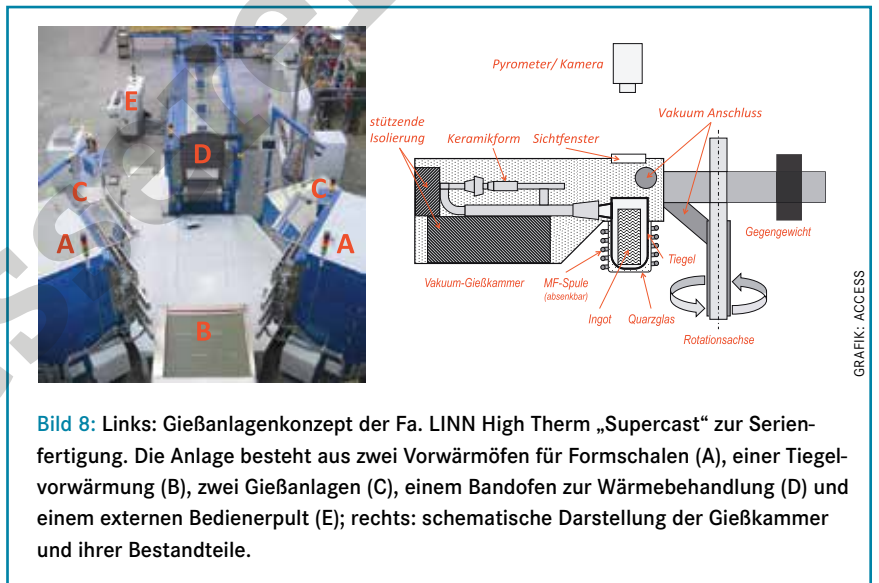 E
D
C
C
A
A
B
Pyrometer/ Kamera
stützende
Isolierung
Keramikform
Sichtfenster
Vakuum Anschluss
Gegengewicht
Vakuum-Gießkammer
MF-Spule
(absenkbar)
Tiegel
Ingot
Quarzglas
Rotationsachse
GRAFIK: ACCESS
Bild 8: Links: Gießanlagenkonzept der Fa. LINN High Therm „Supercast“ zur Serien-
fertigung. Die Anlage besteht aus zwei Vorwärmöfen für Formschalen (A), einer Tiegel-
vorwärmung (B), zwei Gießanlagen (C), einem Bandofen zur Wärmebehandlung (D) und
einem externen Bedienerpult (E); rechts: schematische Darstellung der Gießkammer
und ihrer Bestandteile.